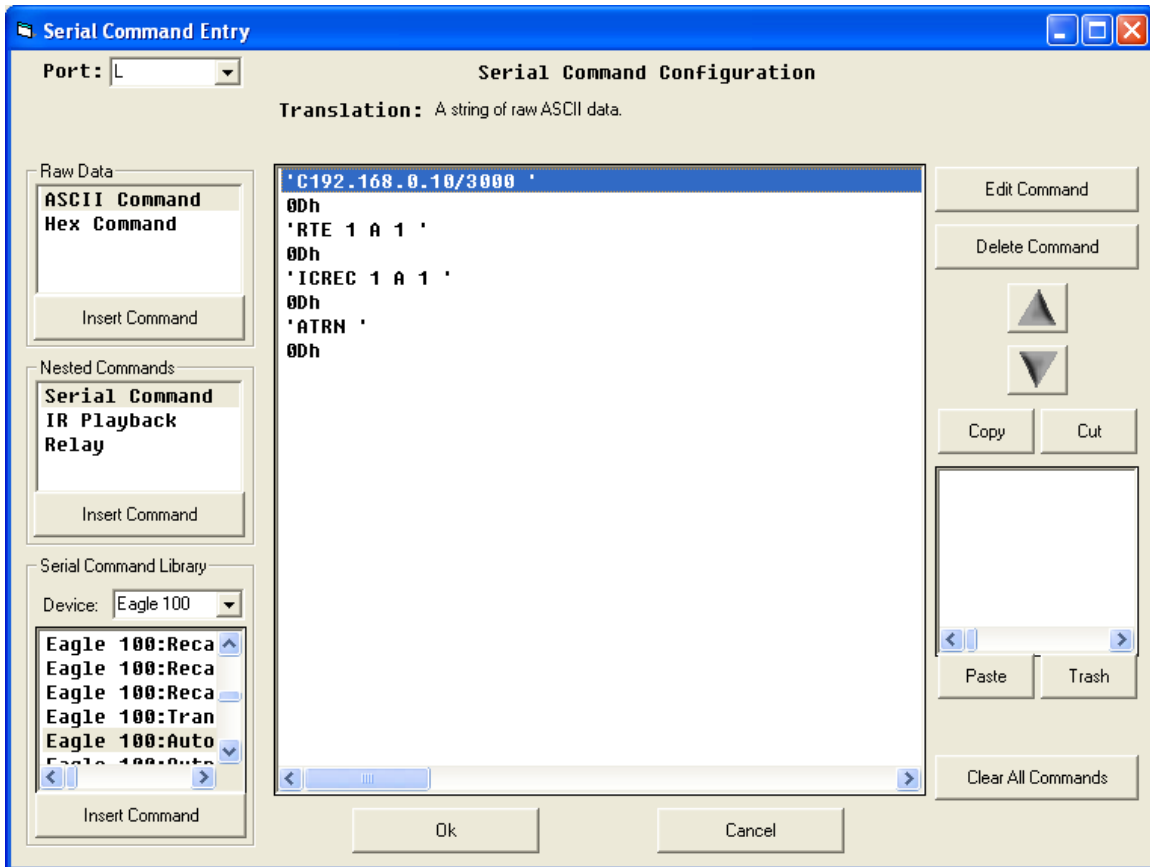 Serial Command Entry
Port: L
Serial Command Configuration
Translation: A string of raw ASCII data.
Raw Data
ASCII Command
Hex Command
Insert Command
Nested Commands
Serial Command
IR Playback
Relay
Insert Command
Serial Command Library
Device: Eagle 100
Eagle 100:Reca
Eagle 100:Reca
Eagle 100:Reca
Eagle 100:Tran
Eagle 100:Auto
Eagle 100:Auto
Insert Command
'C192.168.0.10/3000 '
0Dh
'RTE 1 A 1 '
0Dh
'ICREC 1 A 1 '
0Dh
'ATRN '
0Dh
Ok
Cancel
Edit Command
Delete Command
Copy
Cut
Paste
Trash
Clear All Commands